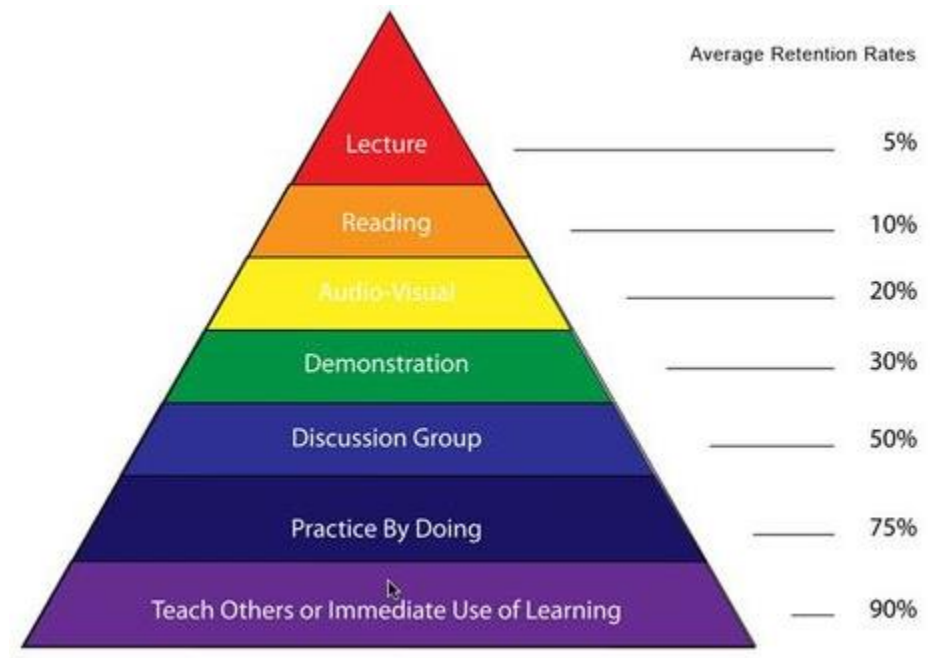 Average Retention Rates
Lecture 5%
Reading 10%
Audio-Visual 20%
Demonstration 30%
Discussion Group 50%
Practice By Doing 75%
Teach Others or Immediate Use of Learning 90%